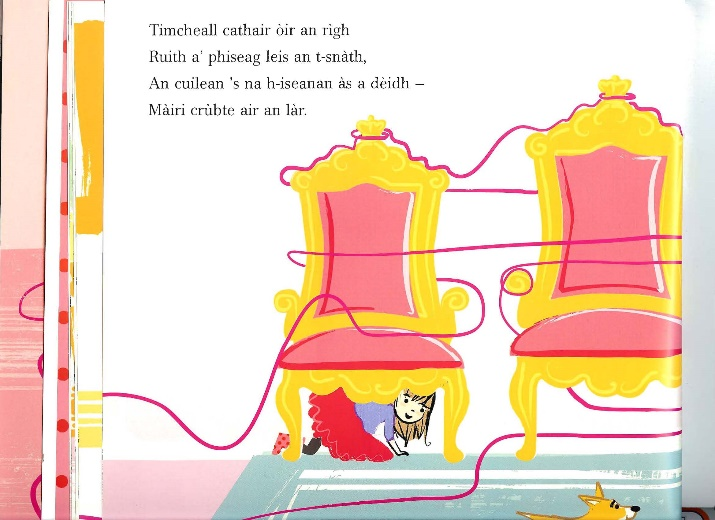 Timcheall cathair òir an rìgh
Ruith a' phiseag leis an t-snàth,
An cuilean 's na h-iseanan às a dèidh –
Màiri crùbte air an làr.